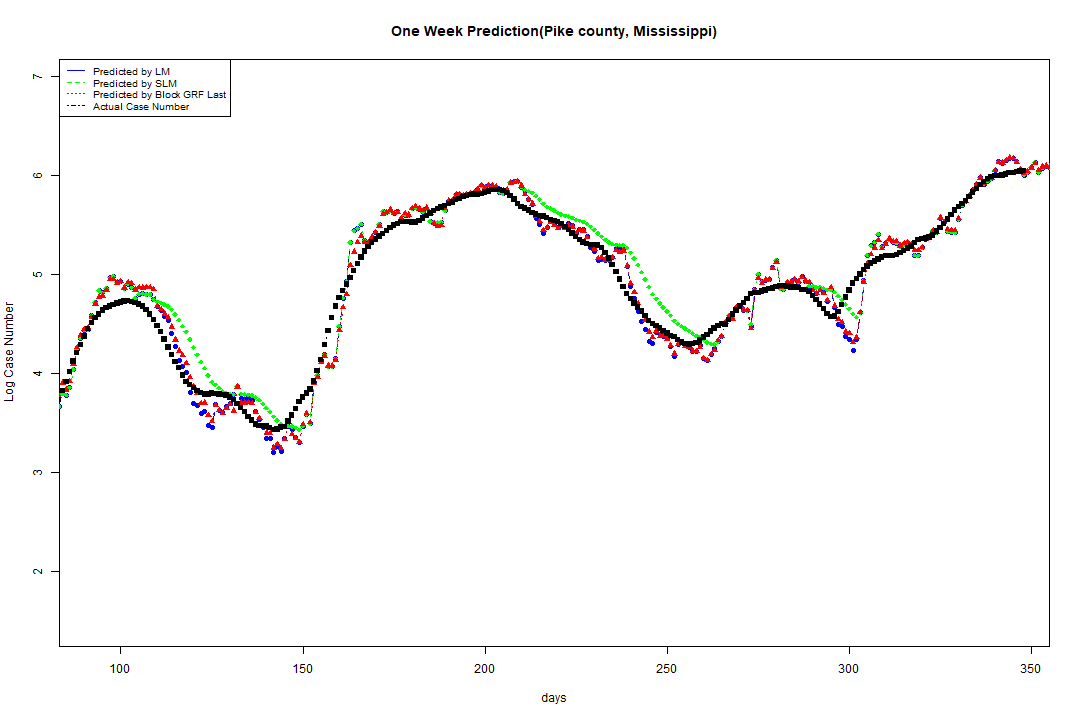 One Week Prediction(Pike county, Mississippi)
Predicted by LM
Predicted by SLM
Predicted by Block GRF Last
Actual Case Number
7
6
5
4
3
2
Log Case Number
100 150 200 250 300 350
days